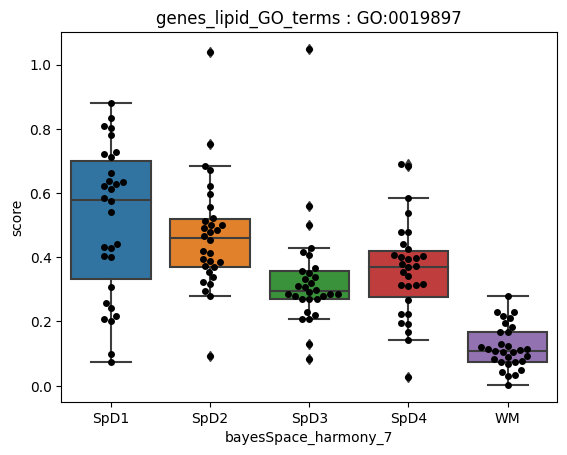 genes_lipid_GO_terms : GO:0019897
1.0
0.8
0.6
0.4
0.2
0.0
score
SpD1 SpD2 SpD3 SpD4 WM
bayesSpace_harmony_7